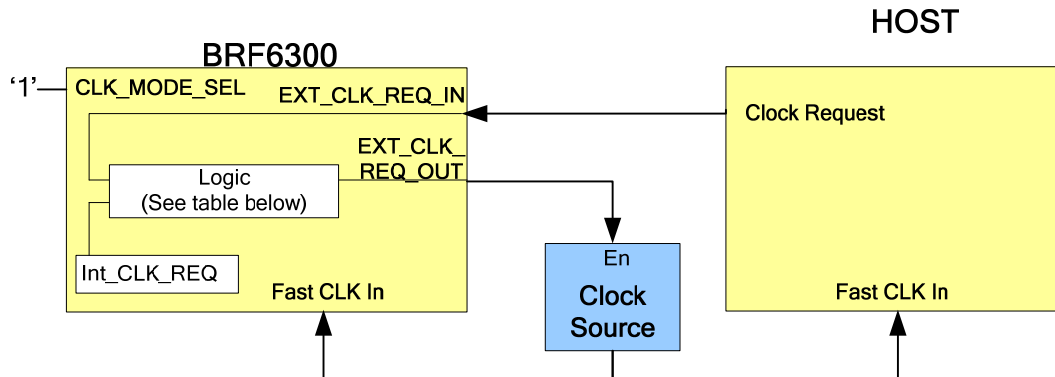 HOST
BRF6300
‘1’
CLK_MODE_SEL
EXT_CLK_REQ_IN
Clock Request
EXT_CLK_
REQ_OUT
Logic
(See table below)
Int_CLK_REQ
En
Clock
Source
Fast CLK In
Fast CLK In